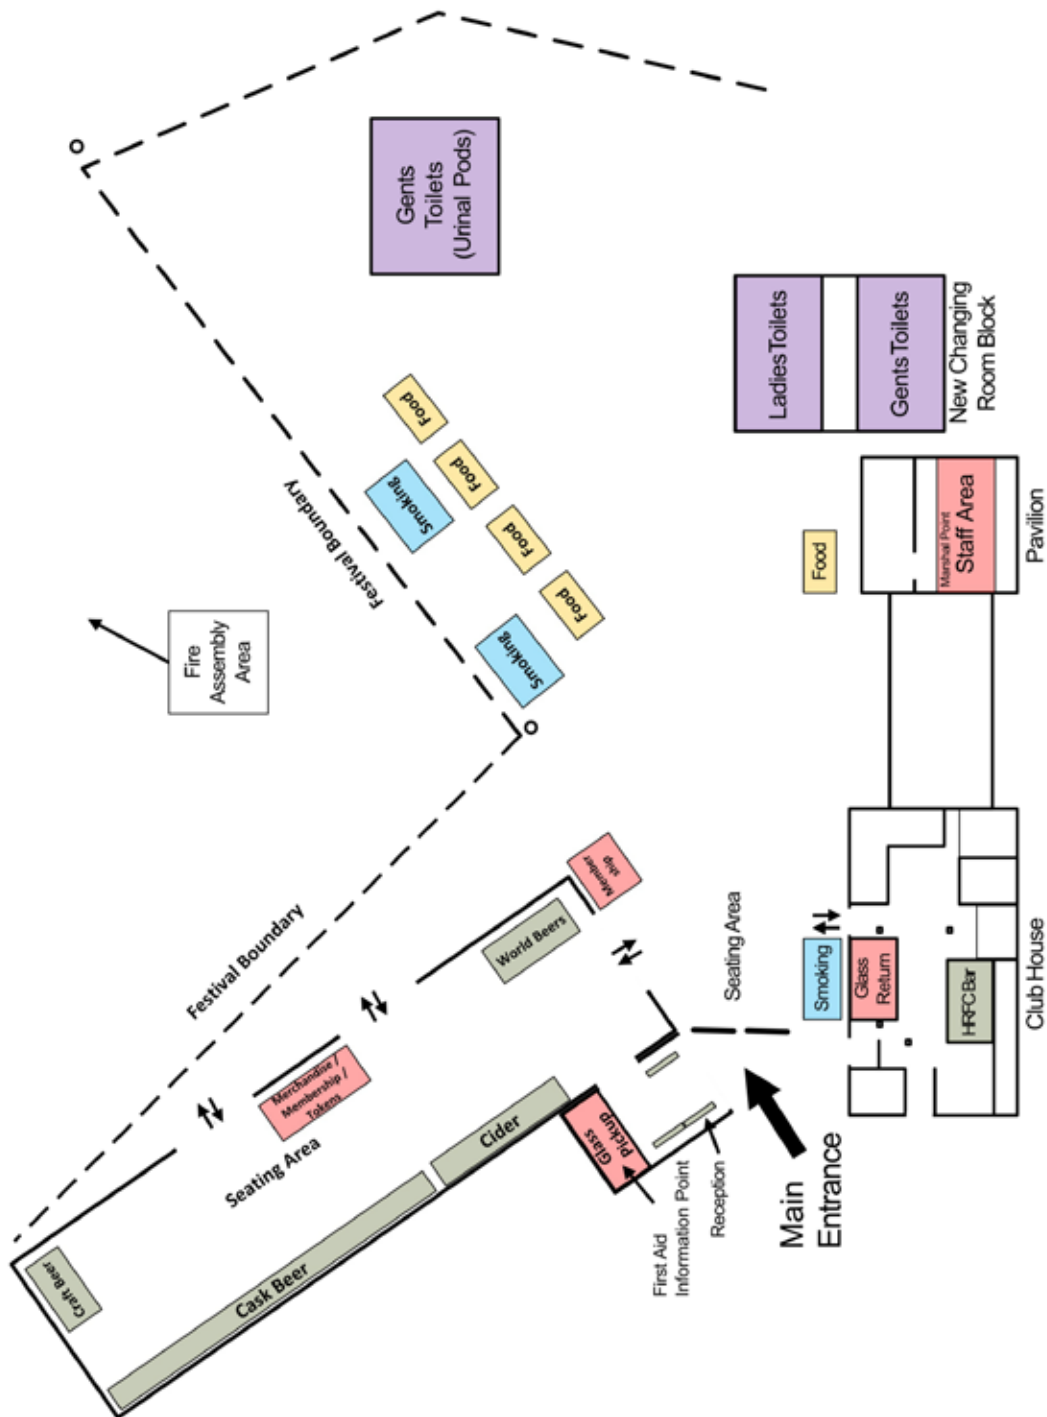 Gents
Toilets
(Urinal Pods)
Ladies Toilets
Gents Toilets
New Changing
Room Block
Food
Food
Food
Food
Smoking
Smoking
Festival Boundary
Fire
Assembly
Area
Food
Marshal Point
Staff Area
Pavilion
Festival Boundary
Member
ship
World Beers
Seating Area
Smoking
Glass
Return
HRFC Bar
Club House
Merchandise /
Membership /
Tokens
Seating Area
Cider
Glass
pickup
Cask Beer
Craft Beer
First Aid
Information Point
Reception
Main
Entrance